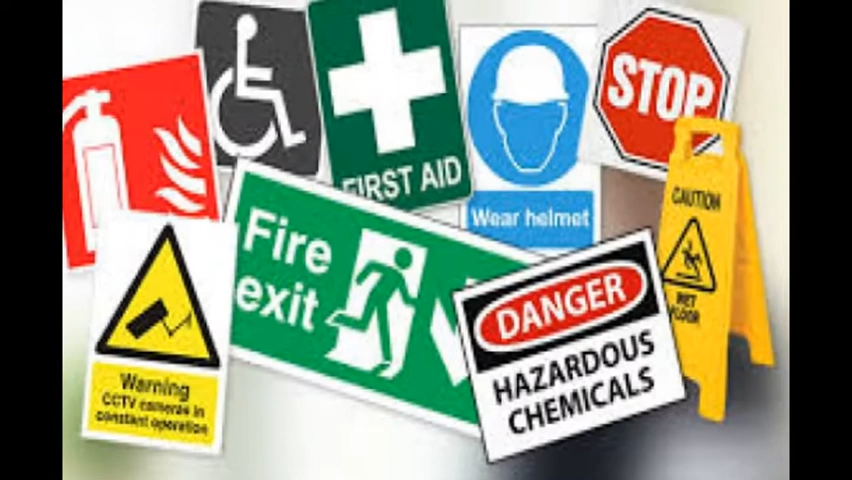 FIRST AID
Wear helmet
STOP
CAUTION
WET
FLOOR
Fire
exit
DANGER
HAZARDOUS
CHEMICALS
Warning
CCTV cameras in
constant operation